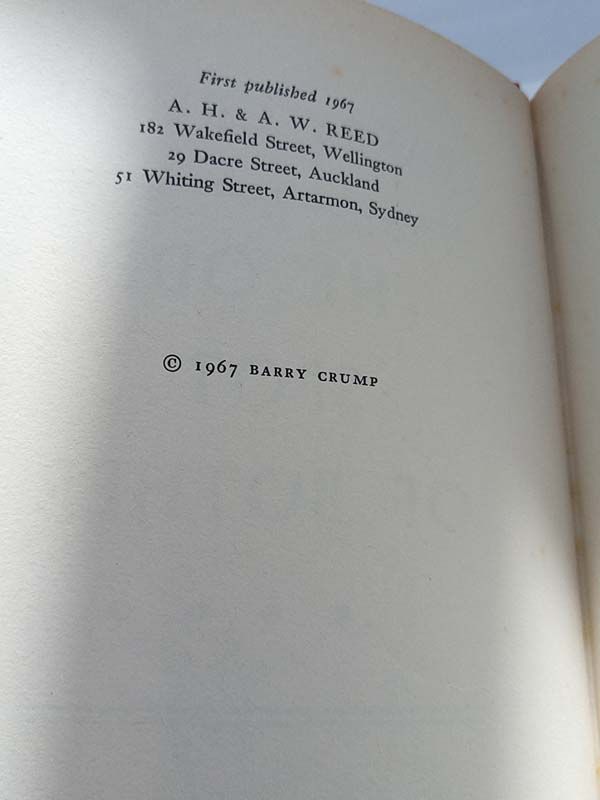 First published 1967
A. H. & A. W. REED
182 Wakefield Street, Wellington
29 Dacre Street, Auckland
51 Whiting Street, Artarmon, Sydney
© 1967 BARRY CRUMP